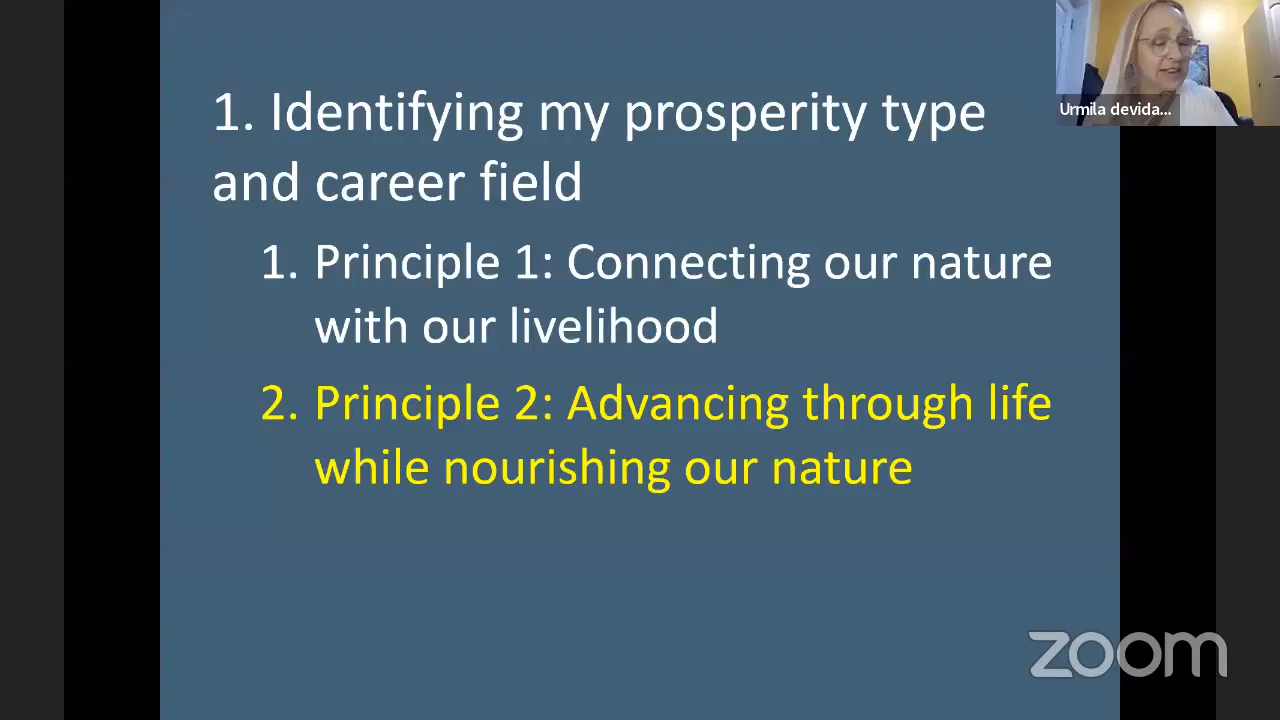 1. Identifying my prosperity type
and career field
1. Principle 1: Connecting our nature
with our livelihood
2. Principle 2: Advancing through life
while nourishing our nature
Urmila devida...
zoom